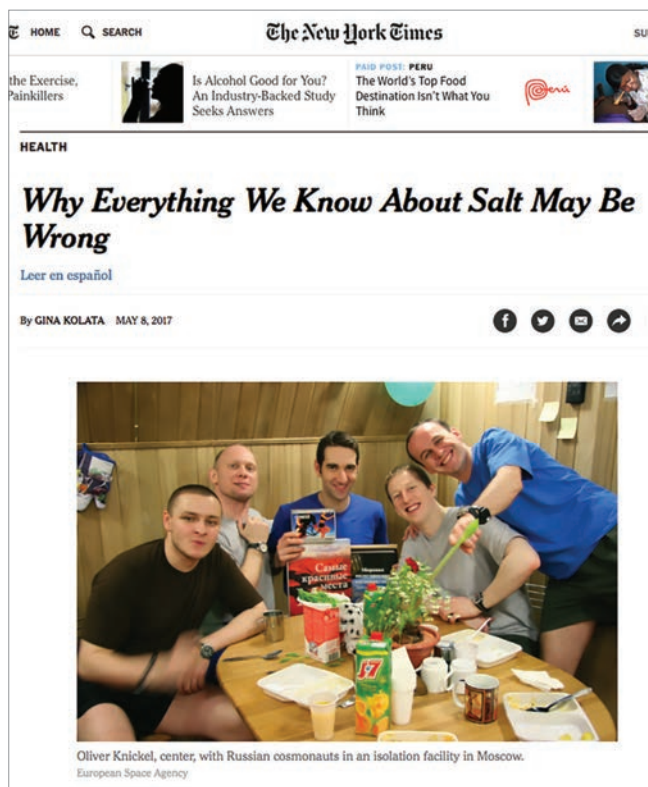 HOME SEARCH The New York Times SU
the Exercise,
Painkillers
Is Alcohol Good for You?
An Industry-Backed Study
Seeks Answers
PAID POST: PERU
The World's Top Food
Destination Isn't What You
Think
Perú
HEALTH
Why Everything We Know About Salt May Be
Wrong
Leer en español
By GINA KOLATA MAY 8, 2017
Самые
красивые
места
J7
Oliver Knickel, center, with Russian cosmonauts in an isolation facility in Moscow.
European Space Agency